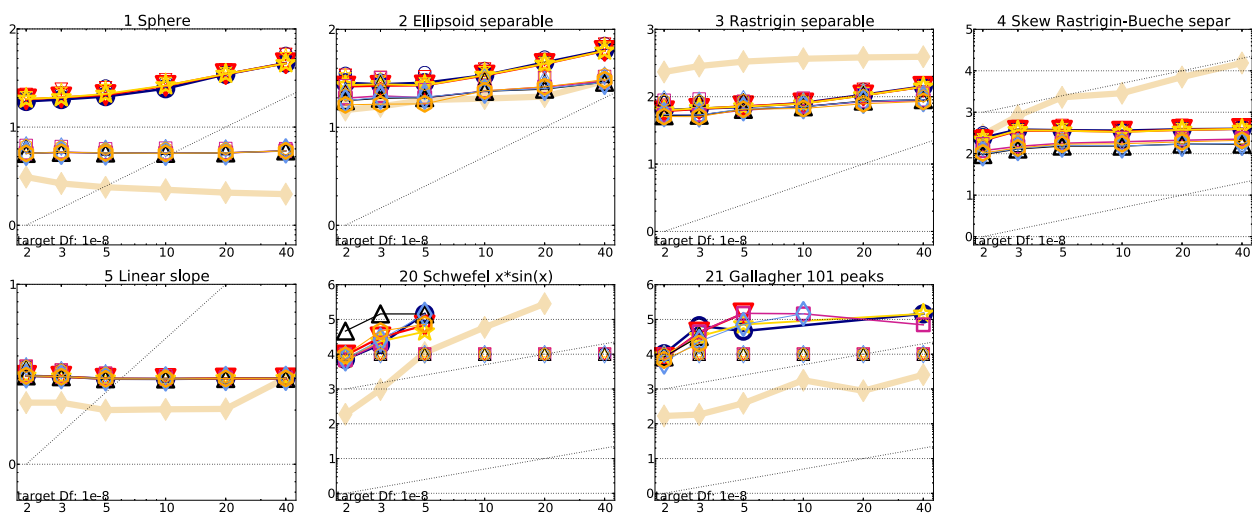 1 Sphere
2
1
0
target Df: 1e-8
2 3 5 10 20 40
2 Ellipsoid separable
2
1
0
target Df: 1e-8
2 3 5 10 20 40
3 Rastrigin separable
3
2
1
0
target Df: 1e-8
2 3 5 10 20 40
4 Skew Rastrigin-Bueche separ
5
4
3
2
1
0
target Df: 1e-8
2 3 5 10 20 40
5 Linear slope
1
0
target Df: 1e-8
2 3 5 10 20 40
20 Schwefel x*sin(x)
6
5
4
3
2
1
0
target Df: 1e-8
2 3 5 10 20 40
21 Gallagher 101 peaks
6
5
4
3
2
1
0
target Df: 1e-8
2 3 5 10 20 40